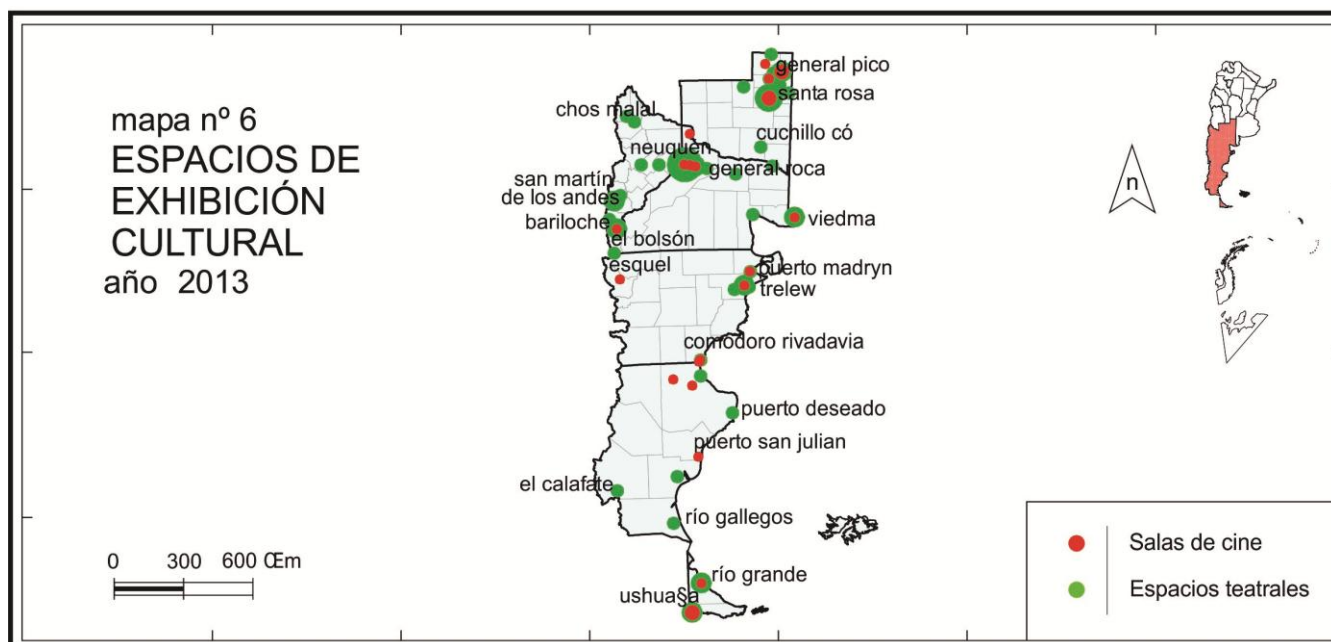 mapa nº 6
ESPACIOS DE
EXHIBICIÓN
CULTURAL
año 2013
general pico
santa rosa
chos malal
cuchillo có
neuquén
general roca
san martín
de los andes
bariloche
viedma
el bolsón
esquel
puerto madryn
trelew
comodoro rivadavia
puerto deseado
puerto san julian
el calafate
río gallegos
río grande
ushua§a
n
0 300 600 Œm
Salas de cine
Espacios teatrales